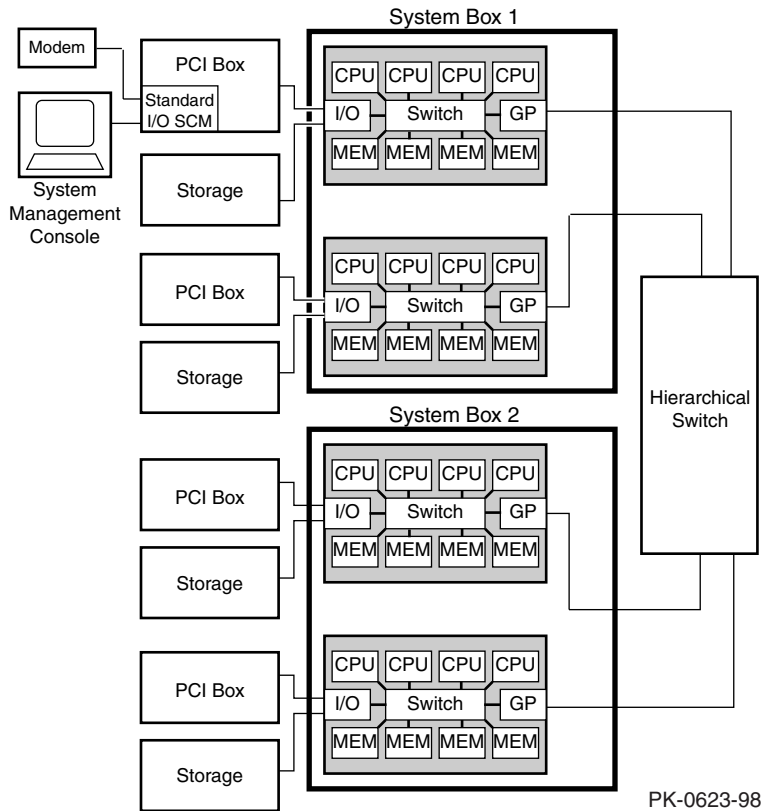 System Box 1
Modem
PCI Box
Standard
I/O SCM
System
Management
Console
Storage
CPU CPU CPU CPU
I/O Switch GP
MEM MEM MEM MEM
PCI Box
Storage
CPU CPU CPU CPU
I/O Switch GP
MEM MEM MEM MEM
Hierarchical
Switch
System Box 2
PCI Box
Storage
CPU CPU CPU CPU
I/O Switch GP
MEM MEM MEM MEM
PCI Box
Storage
CPU CPU CPU CPU
I/O Switch GP
MEM MEM MEM MEM
PK-0623-98